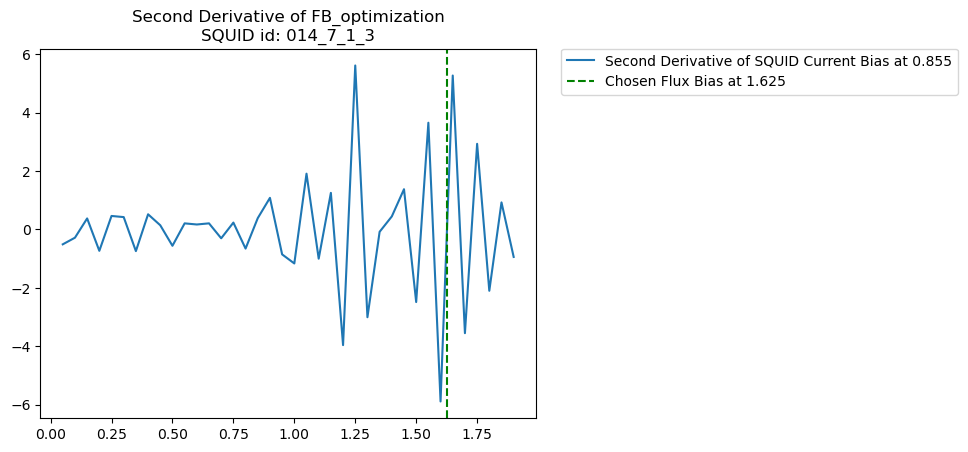 Second Derivative of FB_optimization
SQUID id: 014_7_1_3
Second Derivative of SQUID Current Bias at 0.855
Chosen Flux Bias at 1.625
6
4
2
0
−2
−4
−6
0.00 0.25 0.50 0.75 1.00 1.25 1.50 1.75